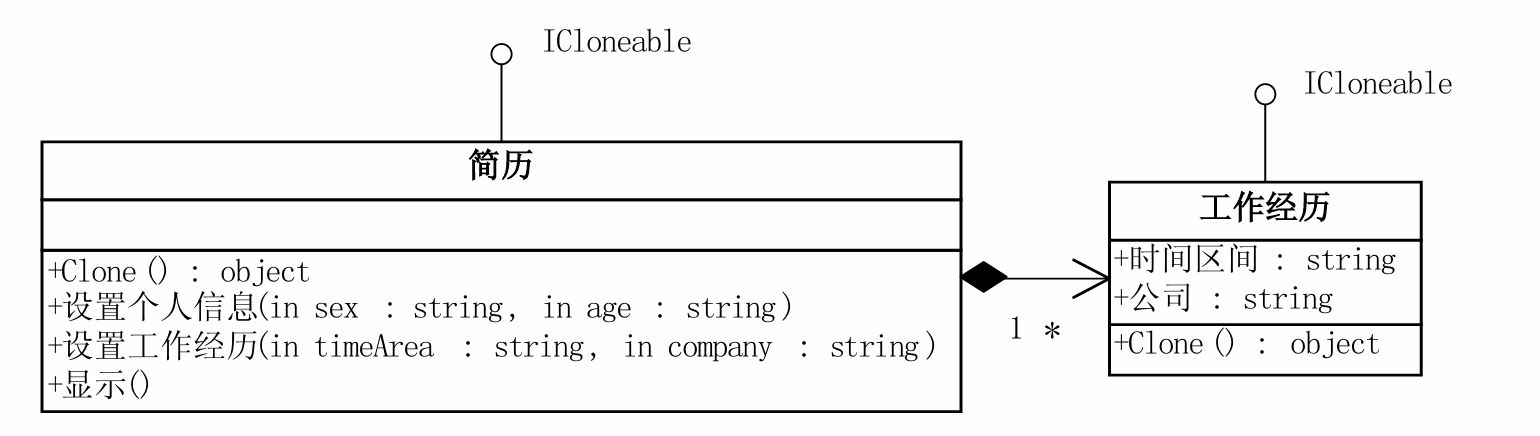 ICloneable
简历
+Clone() : object
+设置个人信息(in sex : string, in age : string)
+设置工作经历(in timeArea : string, in company : string)
+显示()
1 *
ICloneable
工作经历
+时间区间 : string
+公司 : string
+Clone() : object